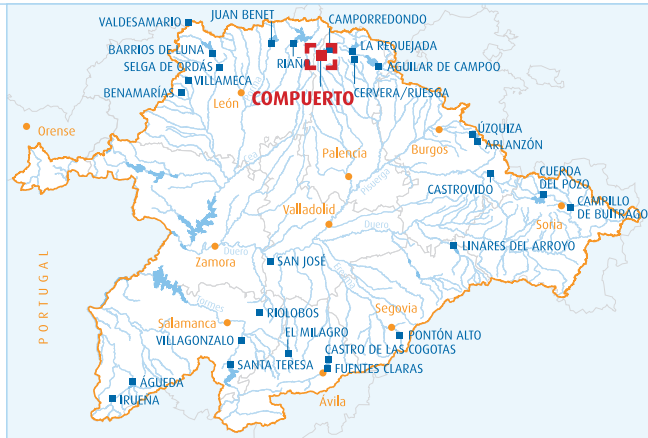 VALDESAMARIO
JUAN BENET
CAMPORREDONDO
BARRIOS DE LUNA
RIAÑO
LA REQUEJADA
SELGA DE ORDÁS
AGUILAR DE CAMPOO
VILLAMECA
CERVERA/RUESGA
BENAMARÍAS
León
COMPUERTO
Orense
Burgos
ÚZQUIZA
ARLANZÓN
Palencia
Pisuerga
CASTROVIDO
CUERDA
DEL POZO
CAMPILLO
DE BUITRAGO
Soria
Valladolid
Duero
Duero
Zamora
SAN JOSÉ
LINARES DEL ARROYO
PORTUGAL
Tormes
RIOLOBOS
Salamanca
Segovia
EL MILAGRO
PONTÓN ALTO
VILLAGONZALO
CASTRO DE LAS COGOTAS
SANTA TERESA
FUENTES CLARAS
ÁGUEDA
Ávila
IRUEÑA